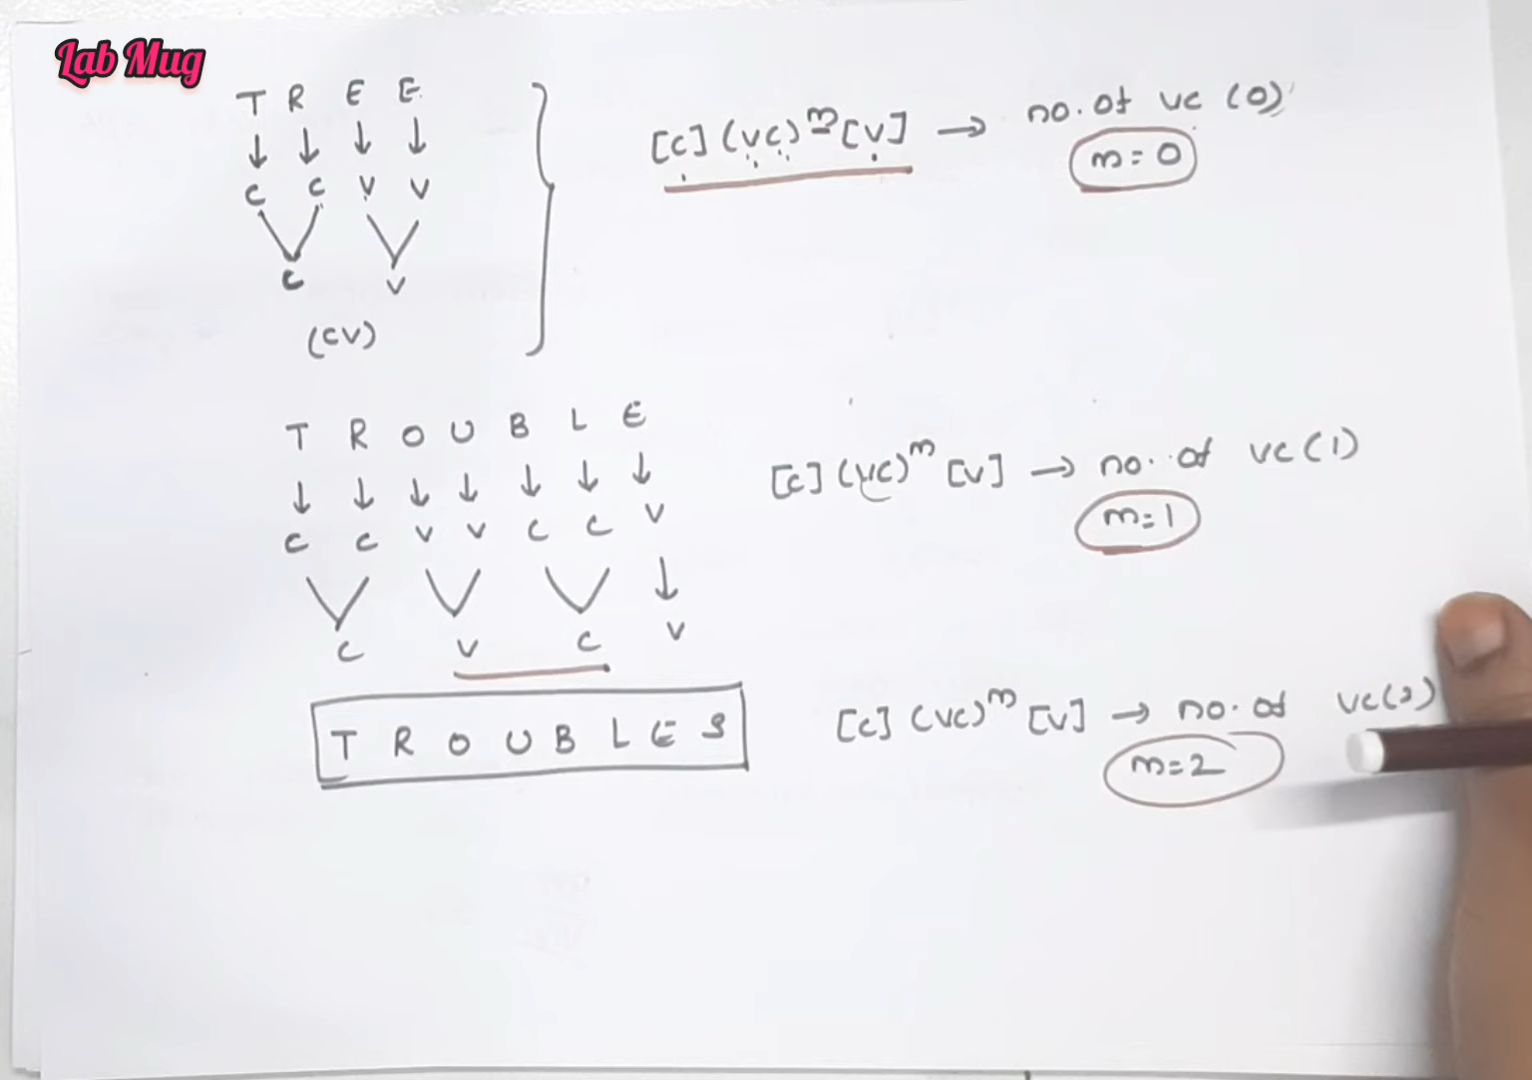 Lab Mug
T R E E
C C V V
C V
(CV)
[C] (VC)^m [V] → no. of VC (0)
m = 0
T R O U B L E
C C V V C C V
C V C V
[C] (VC)^m [V] → no. of VC (1)
m = 1
T R O U B L E S
[C] (VC)^m [V] → no. of VC (2)
m = 2